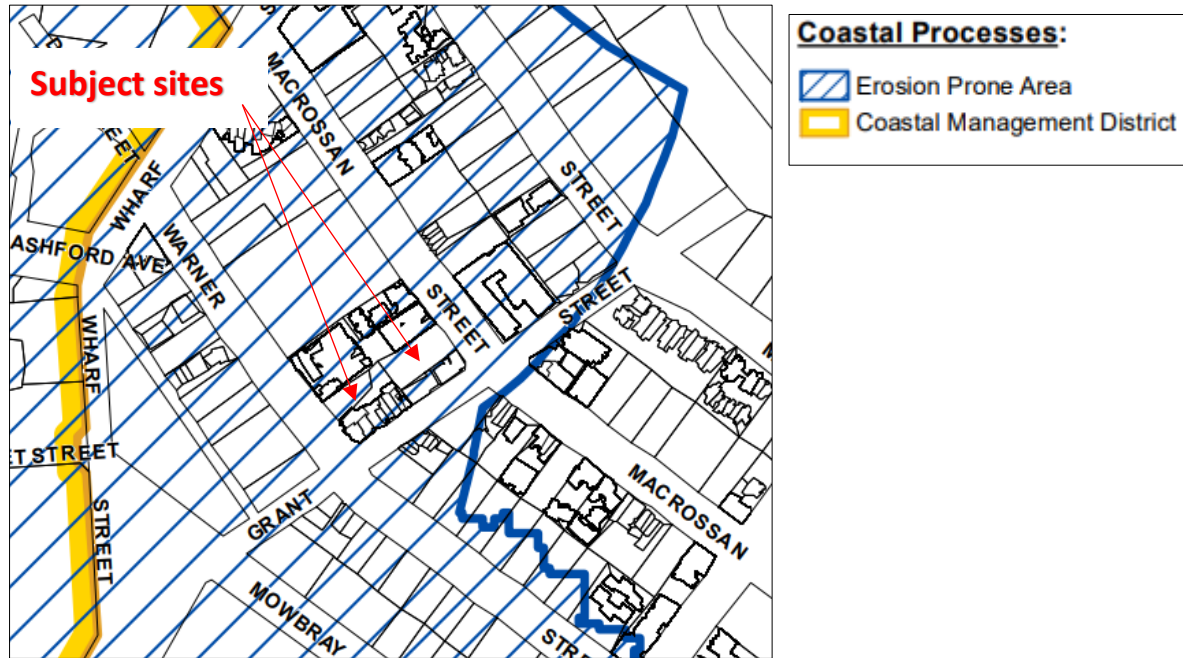 Subject sites
MACROSSAN
STREET
STREET
WHARF
ASHFORD AVE
WARNER
STREET
STREET
WHARF
STREET
STREET
GRANT
MACROSSAN
MOWBRAY
Coastal Processes:
Erosion Prone Area
Coastal Management District